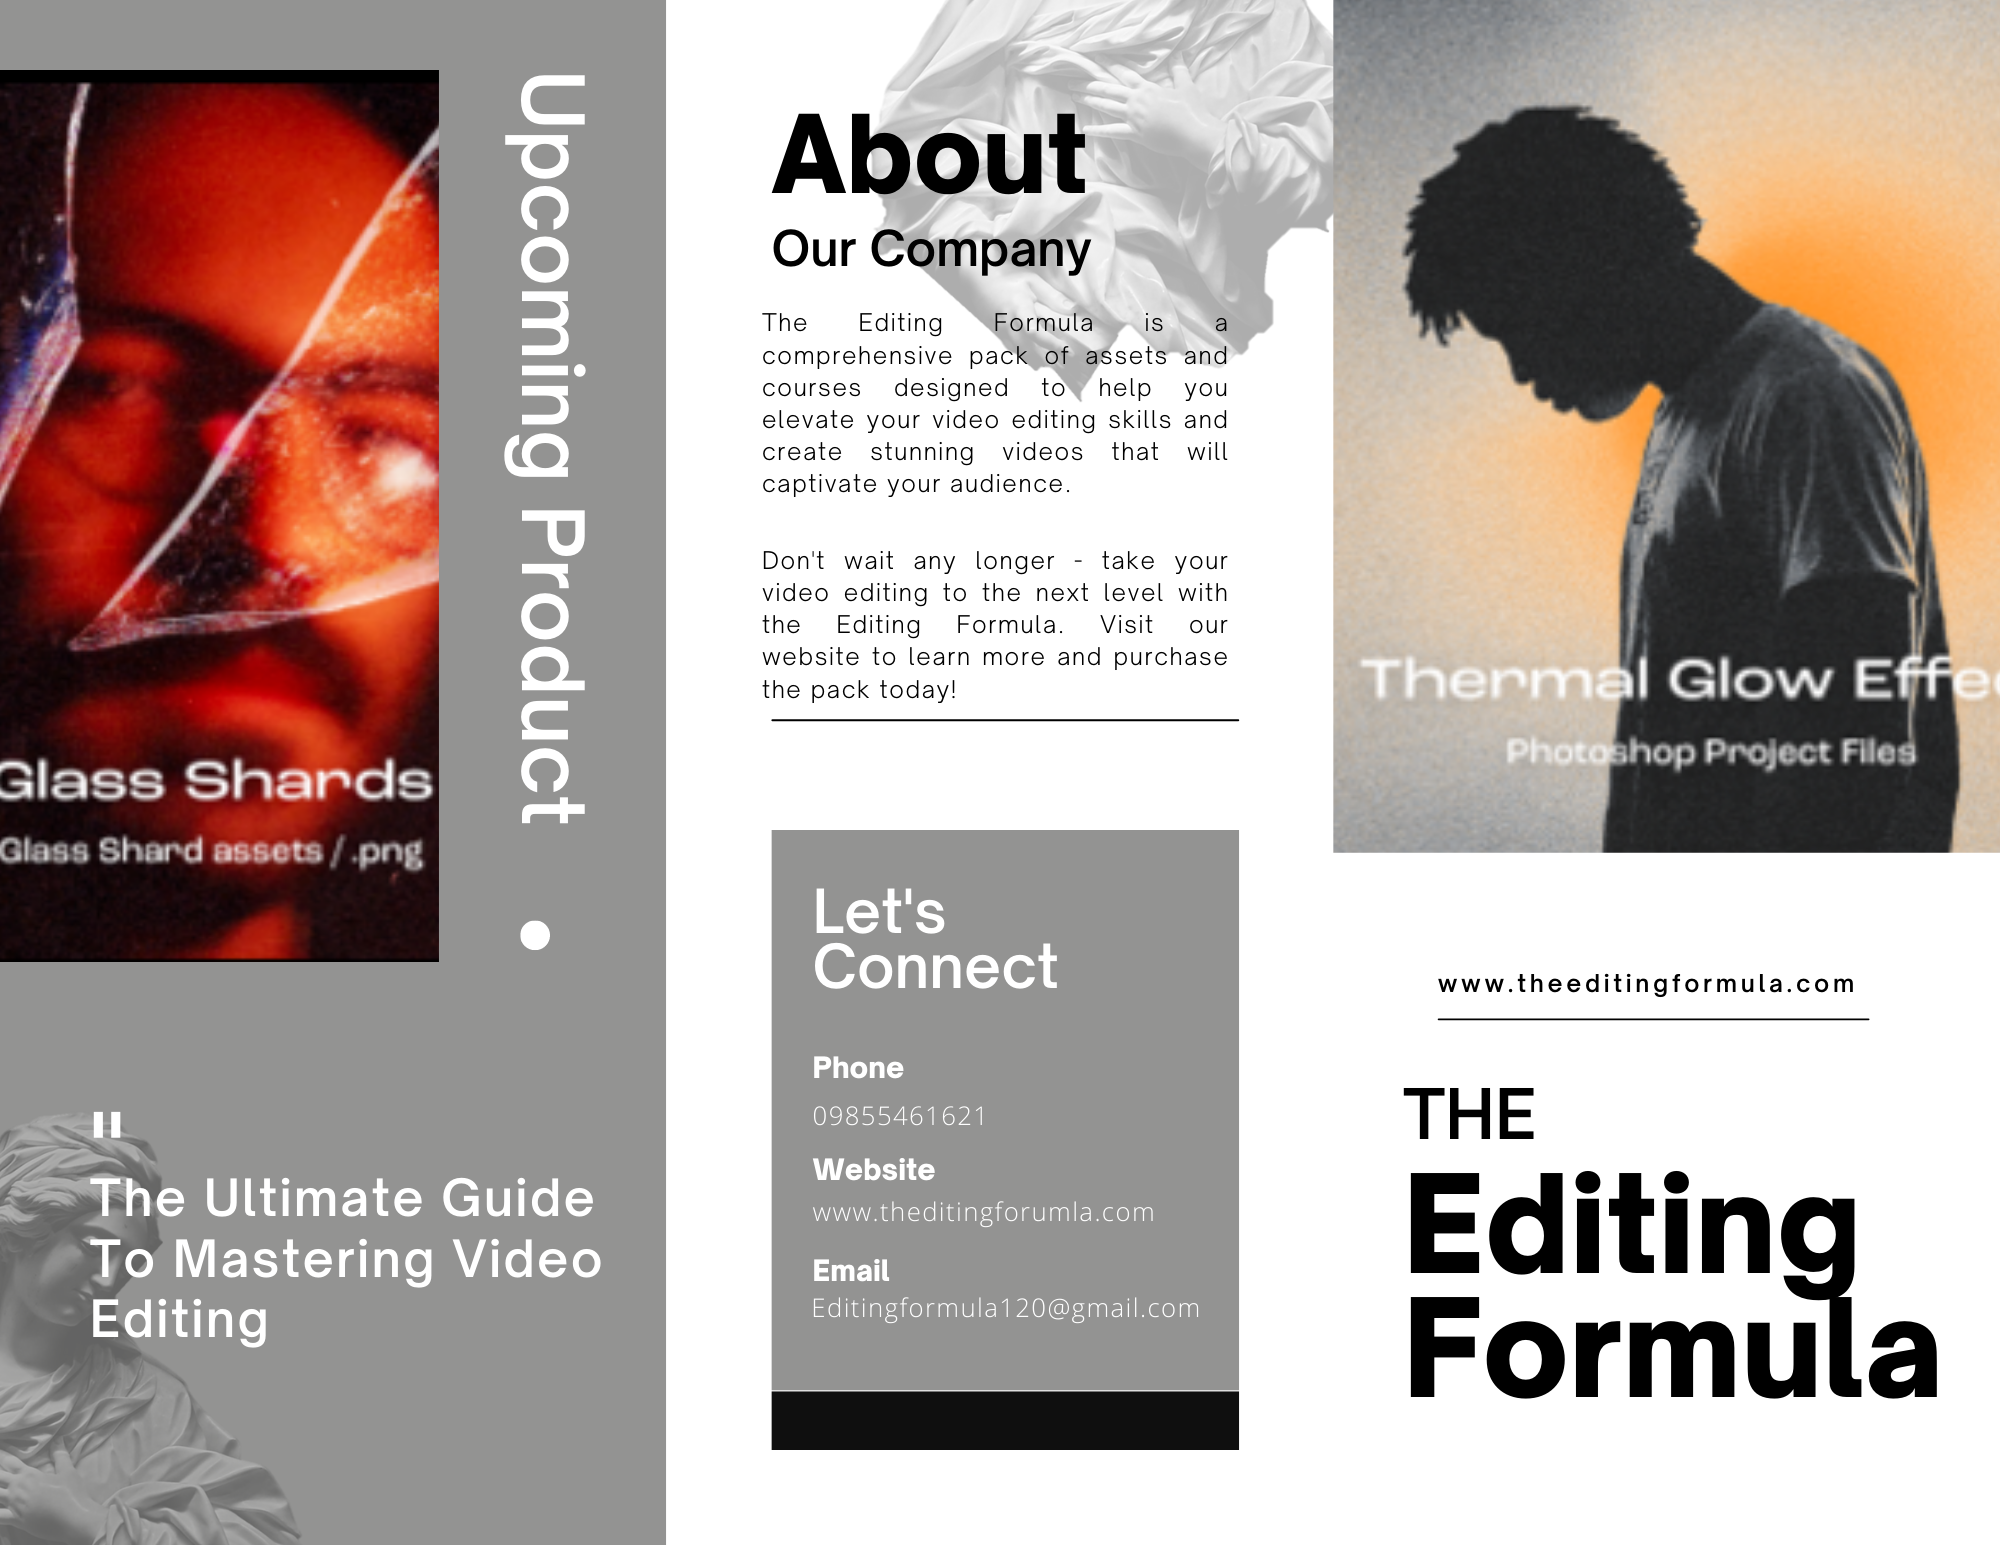 Upcoming Product
Glass Shards
Glass Shard assets / .png
"
The Ultimate Guide
To Mastering Video
Editing
About
Our Company
The Editing Formula is a
comprehensive pack of assets and
courses designed to help you
elevate your video editing skills and
create stunning videos that will
captivate your audience.
Don't wait any longer - take your
video editing to the next level with
the Editing Formula. Visit our
website to learn more and purchase
the pack today!
Let's
Connect
Phone
09855461621
Website
www.theditingforumla.com
Email
Editingformula120@gmail.com
Thermal Glow Effe
Photoshop Project Files
www.theeditingformula.com
THE
Editing
Formula